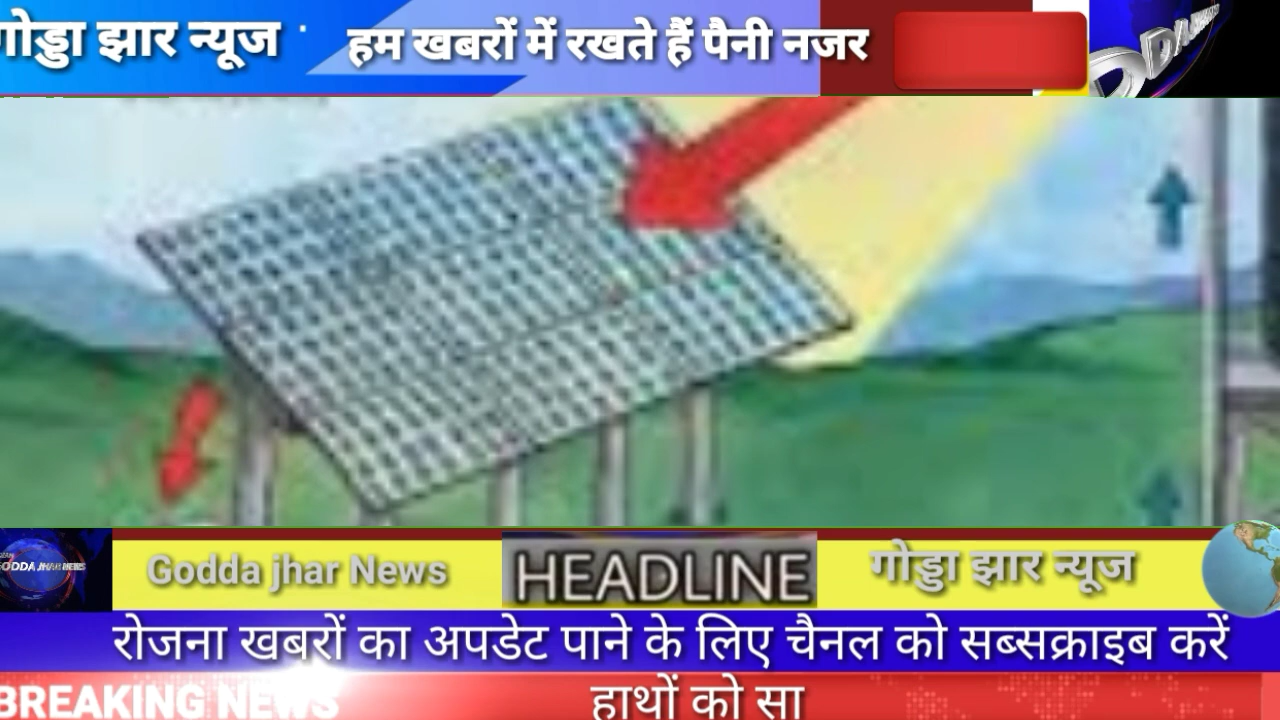 गोड्डा झार न्यूज
हम खबरों में रखते हैं पैनी नजर
Godda jhar News
HEADLINE
गोड्डा झार न्यूज
रोजना खबरों का अपडेट पाने के लिए चैनल को सब्सक्राइब करें
BREAKING NEWS
हाथों को सा